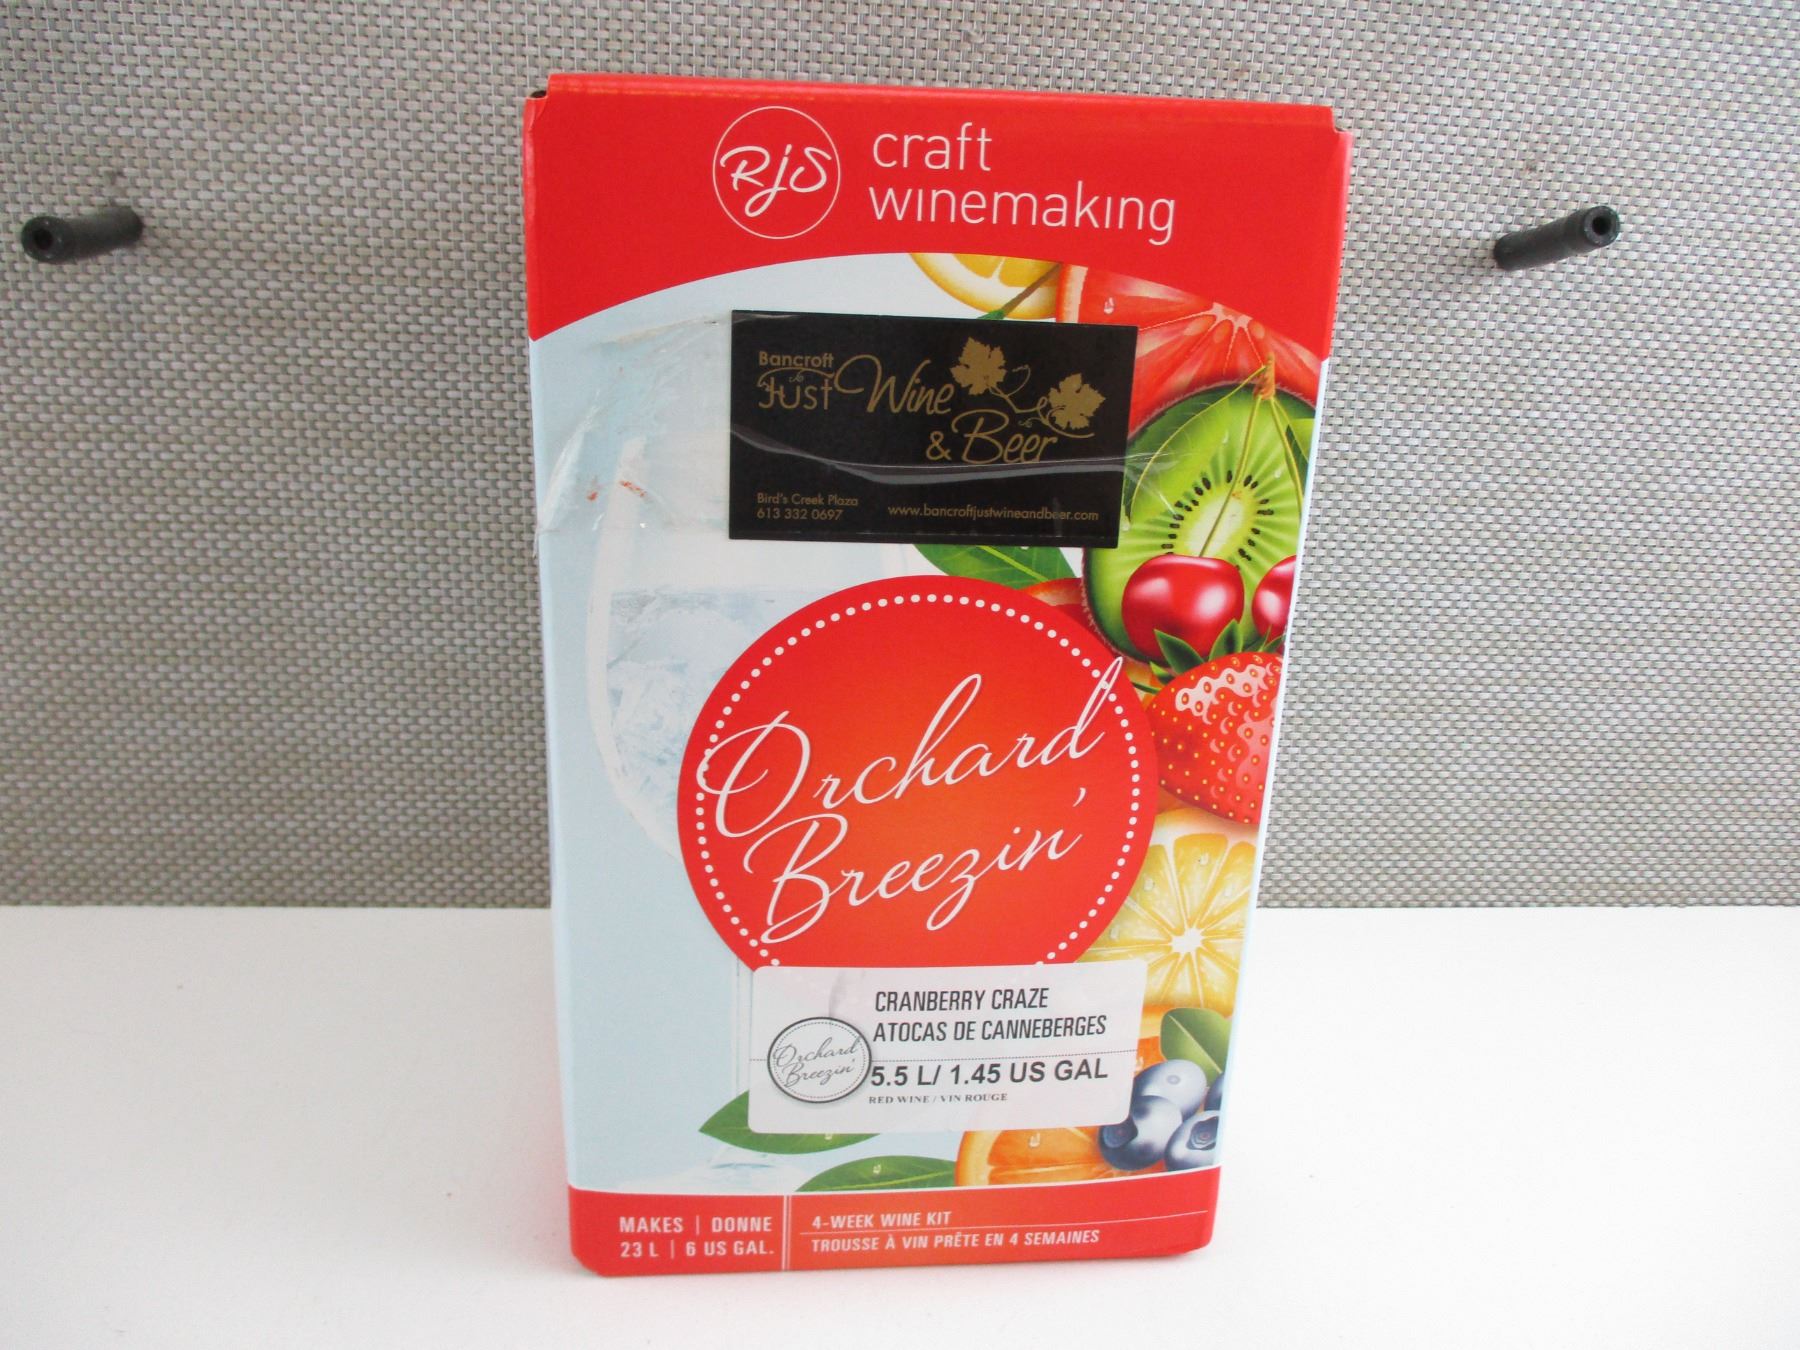 RJS
craft
winemaking
Bancroft
Just Wine
& Beer
Bird's Creek Plaza
613 332 0697
www.bancroftjustwineandbeer.com
Orchard
Breezin'
CRANBERRY CRAZE
ATOCAS DE CANNEBERGES
Orchard
Breezin'
5.5 L/ 1.45 US GAL
RED WINE / VIN ROUGE
MAKES | DONNE
23 L | 6 US GAL.
4-WEEK WINE KIT
TROUSSE À VIN PRÊTE EN 4 SEMAINES